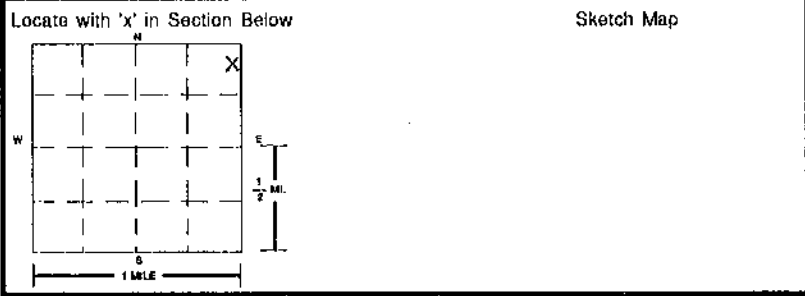 Locate with 'x' in Section Below
Sketch Map
N
X
W
E
1/2 MI.
S
1 MILE